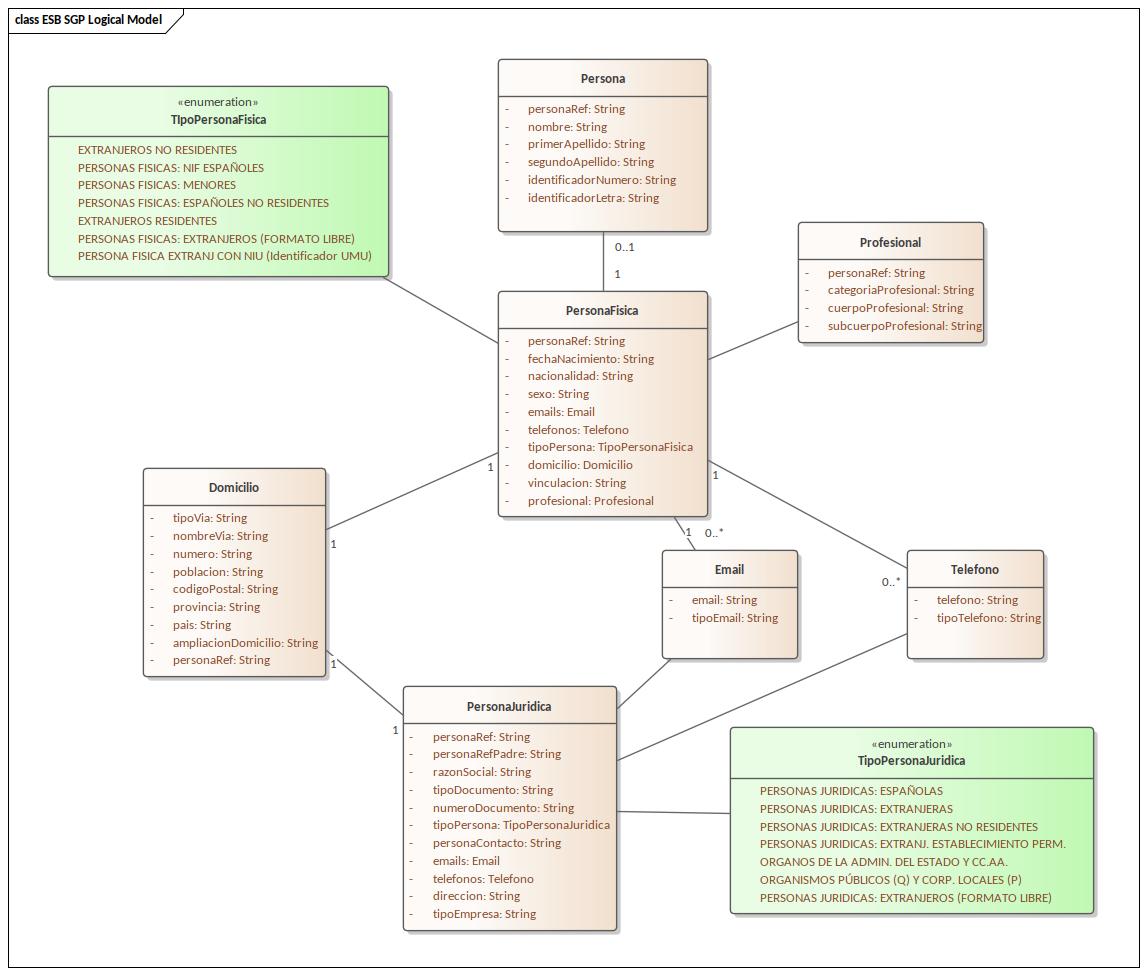 class ESB SGP Logical Model
«enumeration»
TIpoPersonaFisica
EXTRANJEROS NO RESIDENTES
PERSONAS FISICAS: NIF ESPAÑOLES
PERSONAS FISICAS: MENORES
PERSONAS FISICAS: ESPAÑOLES NO RESIDENTES
EXTRANJEROS RESIDENTES
PERSONAS FISICAS: EXTRANJEROS (FORMATO LIBRE)
PERSONA FISICA EXTRANJ CON NIU (Identificador UMU)
Persona
- personaRef: String
- nombre: String
- primerApellido: String
- segundoApellido: String
- identificadorNumero: String
- identificadorLetra: String
0..1
1
Profesional
- personaRef: String
- categoriaProfesional: String
- cuerpoProfesional: String
- subcuerpoProfesional: String
PersonaFisica
- personaRef: String
- fechaNacimiento: String
- nacionalidad: String
- sexo: String
- emails: Email
- telefonos: Telefono
- tipoPersona: TipoPersonaFisica
- domicilio: Domicilio
- vinculacion: String
- profesional: Profesional
1
1
1 0..*
Domicilio
- tipoVia: String
- nombreVia: String
- numero: String
- poblacion: String
- codigoPostal: String
- provincia: String
- pais: String
- ampliacionDomicilio: String
- personaRef: String
1
1
Email
- email: String
- tipoEmail: String
0..*
Telefono
- telefono: String
- tipoTelefono: String
1
PersonaJuridica
- personaRef: String
- personaRefPadre: String
- razonSocial: String
- tipoDocumento: String
- numeroDocumento: String
- tipoPersona: TipoPersonaJuridica
- personaContacto: String
- emails: Email
- telefonos: Telefono
- direccion: String
- tipoEmpresa: String
«enumeration»
TipoPersonaJuridica
PERSONAS JURIDICAS: ESPAÑOLAS
PERSONAS JURIDICAS: EXTRANJERAS
PERSONAS JURIDICAS: EXTRANJERAS NO RESIDENTES
PERSONAS JURIDICAS: EXTRANJ. ESTABLECIMIENTO PERM.
ORGANOS DE LA ADMIN. DEL ESTADO Y CC.AA.
ORGANISMOS PÚBLICOS (Q) Y CORP. LOCALES (P)
PERSONAS JURIDICAS: EXTRANJEROS (FORMATO LIBRE)